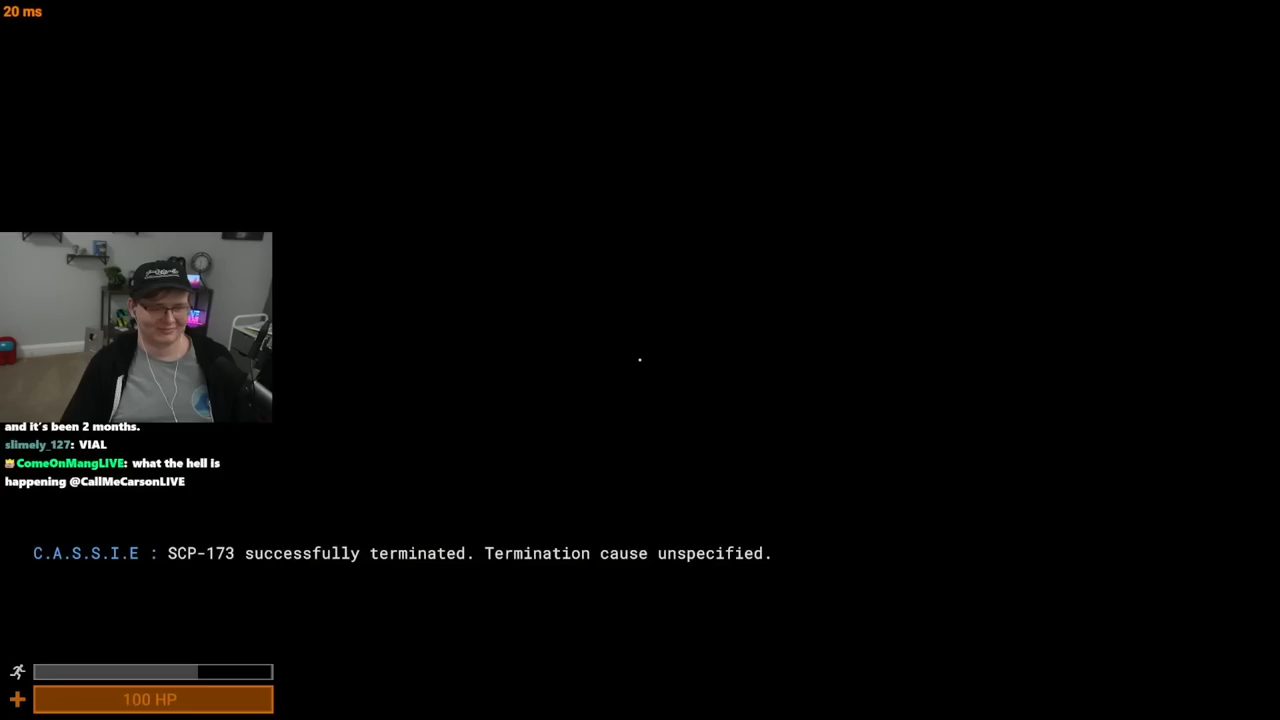 20 ms
and it's been 2 months.
slimely_127: VIAL
ComeOnMangLIVE: what the hell is
happening @CallMeCarsonLIVE
C.A.S.S.I.E : SCP-173 successfully terminated. Termination cause unspecified.
100 HP